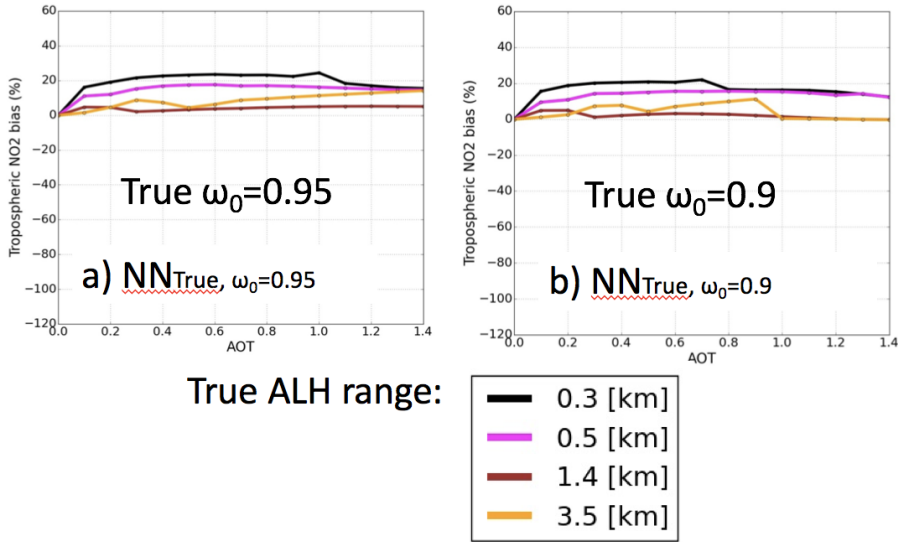 60
40
20
0
−20
−40
−60
−80
−100
−120
Tropospheric NO2 bias (%)
True ω0=0.95
a) NNTrue, ω0=0.95
0.0 0.2 0.4 0.6 0.8 1.0 1.2 1.4
AOT
60
40
20
0
−20
−40
−60
−80
−100
−120
Tropospheric NO2 bias (%)
True ω0=0.9
b) NNTrue, ω0=0.9
0.0 0.2 0.4 0.6 0.8 1.0 1.2 1.4
AOT
True ALH range:
0.3 [km]
0.5 [km]
1.4 [km]
3.5 [km]